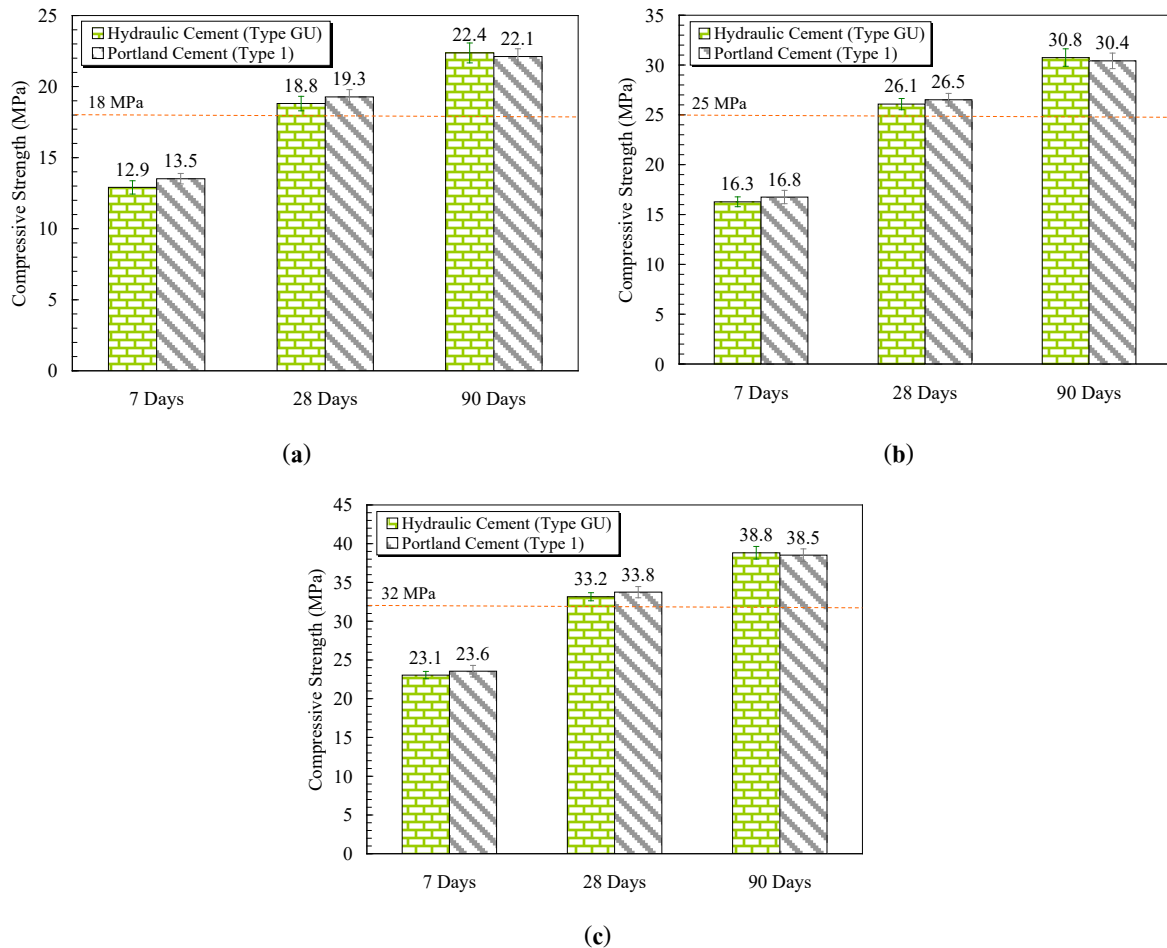 25
20
15
10
5
0
Compressive Strength (MPa)
Hydraulic Cement (Type GU)
Portland Cement (Type 1)
18 MPa
12.9
13.5
18.8
19.3
22.4
22.1
7 Days
28 Days
90 Days
(a)
35
30
25
20
15
10
5
0
Compressive Strength (MPa)
Hydraulic Cement (Type GU)
Portland Cement (Type 1)
25 MPa
16.3
16.8
26.1
26.5
30.8
30.4
7 Days
28 Days
90 Days
(b)
45
40
35
30
25
20
15
10
5
0
Compressive Strength (MPa)
Hydraulic Cement (Type GU)
Portland Cement (Type 1)
32 MPa
23.1
23.6
33.2
33.8
38.8
38.5
7 Days
28 Days
90 Days
(c)